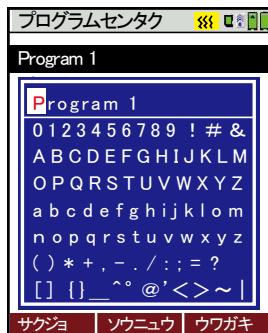 プログラムセンタク
Program 1
Program 1
0123456789!#&
ABCDEFGHIJKLM
OPQRSTUVWXYZ
abcdefghijklom
nopqrstuvwxyz
()*+,-./:;=?
[]{}_^°@'<>~|
サクジョ ソウニュウ ウワガキ